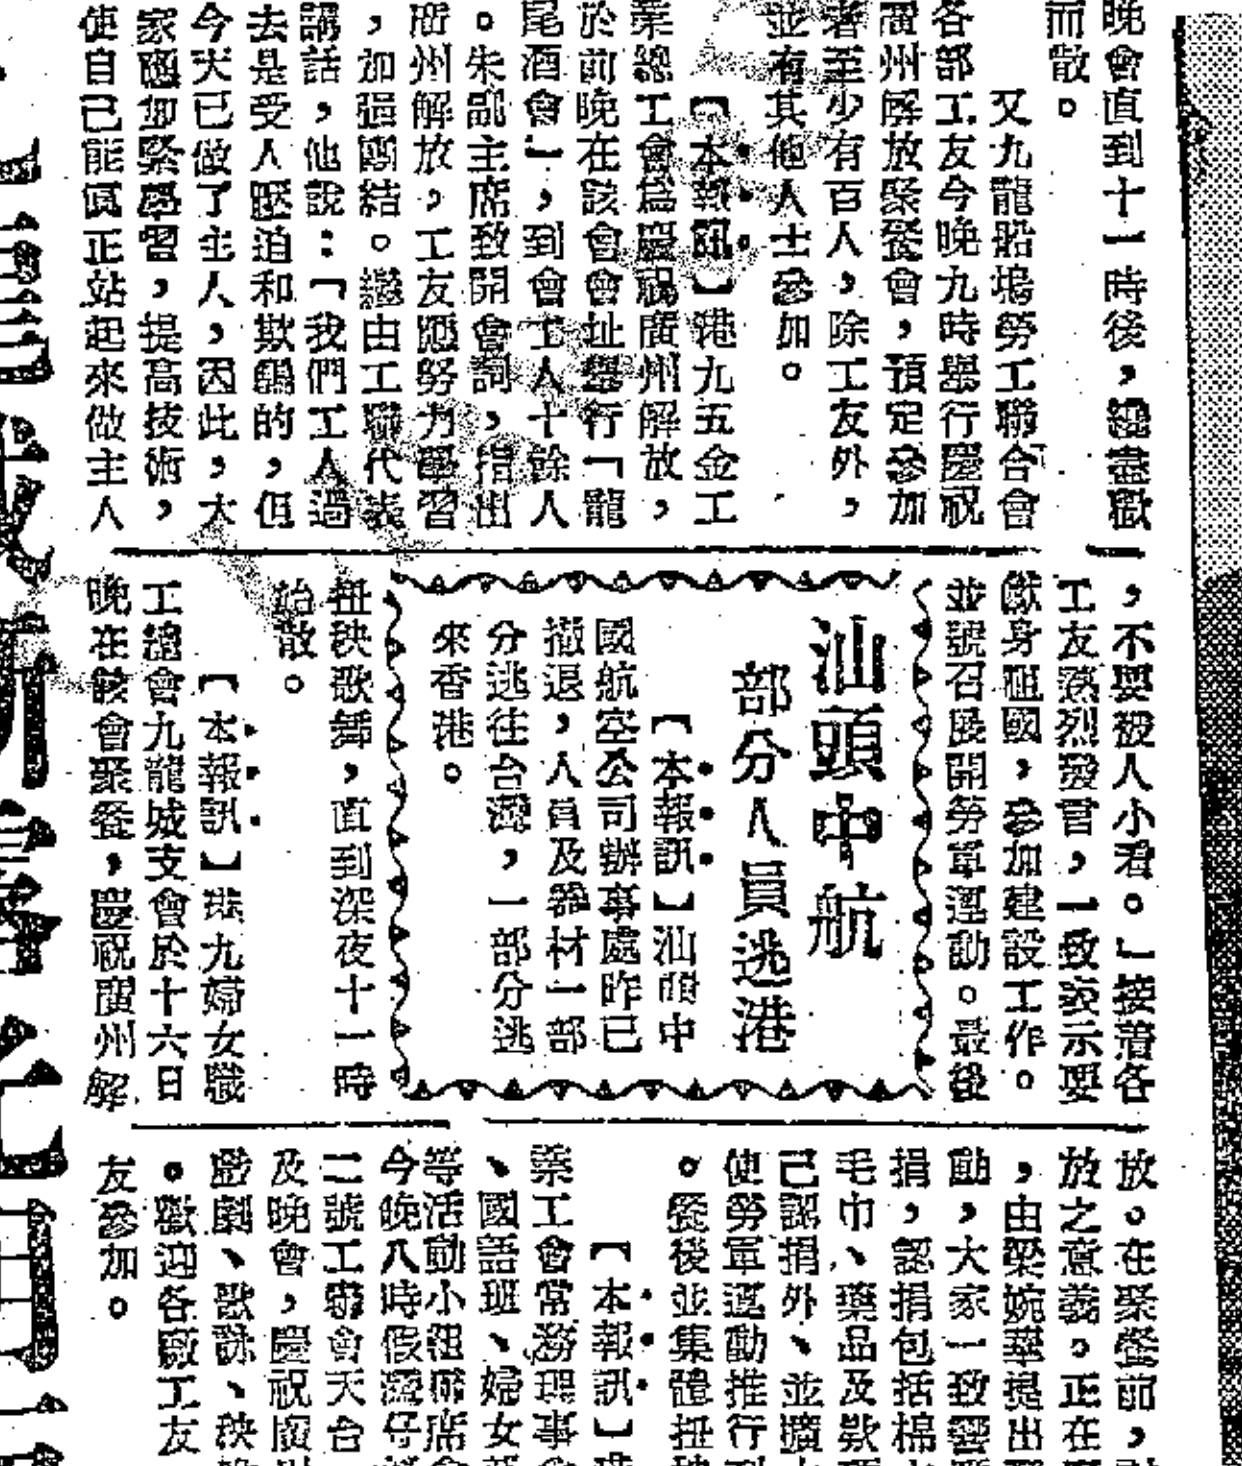 晚會直到十一時後，纔盡歡
而散。
又九龍船塢勞工聯合會
各部工友今晚九時舉行慶祝
廣州解放聚餐會，預定參加
者至少有百人，除工友外，
並有其他人士參加。
【本報訊】港九五金工
業總工會爲慶祝廣州解放，
於前晚在該會會址舉行「龍
尾酒會」，到會工人十餘人
。朱副主席致開會詞，指出
廣州解放，工友應努力學習
，加强團結。繼由工聯代表
講話，他說：「我們工人過
去是受人壓迫和欺騙的，但
今天已做了主人，因此，大
家應加緊學習，提高技術，
使自己能眞正站起來做主人
，不要被人小看。」接着各
工友熱烈發言，一致表示要
獻身祖國，參加建設工作。
並號召展開勞軍運動。最後
扭秧歌舞，直到深夜十一時
始散。
汕頭中航
部分人員逃港
【本報訊】汕頭中
國航空公司辦事處昨已
撤退，人員及器材一部
分逃往台灣，一部分逃
來香港。
【本報訊】港九婦女職
工總會九龍城支會於十六日
晚在該會聚餐，慶祝廣州解
放。在聚餐前，
放之意義。正在
，由梁婉華提出
動，大家一致響
捐，認捐包括棉
毛巾、藥品及款
己認捐外、並擴
使勞軍運動推行
。餐後並集體扭
【本報訊】
業工會常務理事
、國語班、婦女
等活動小組聯席
今晚八時假灣仔
二號工聯會天台
及晚會，慶祝廣
戲劇、歌詠、秧
。歡迎各廠工友
友參加。